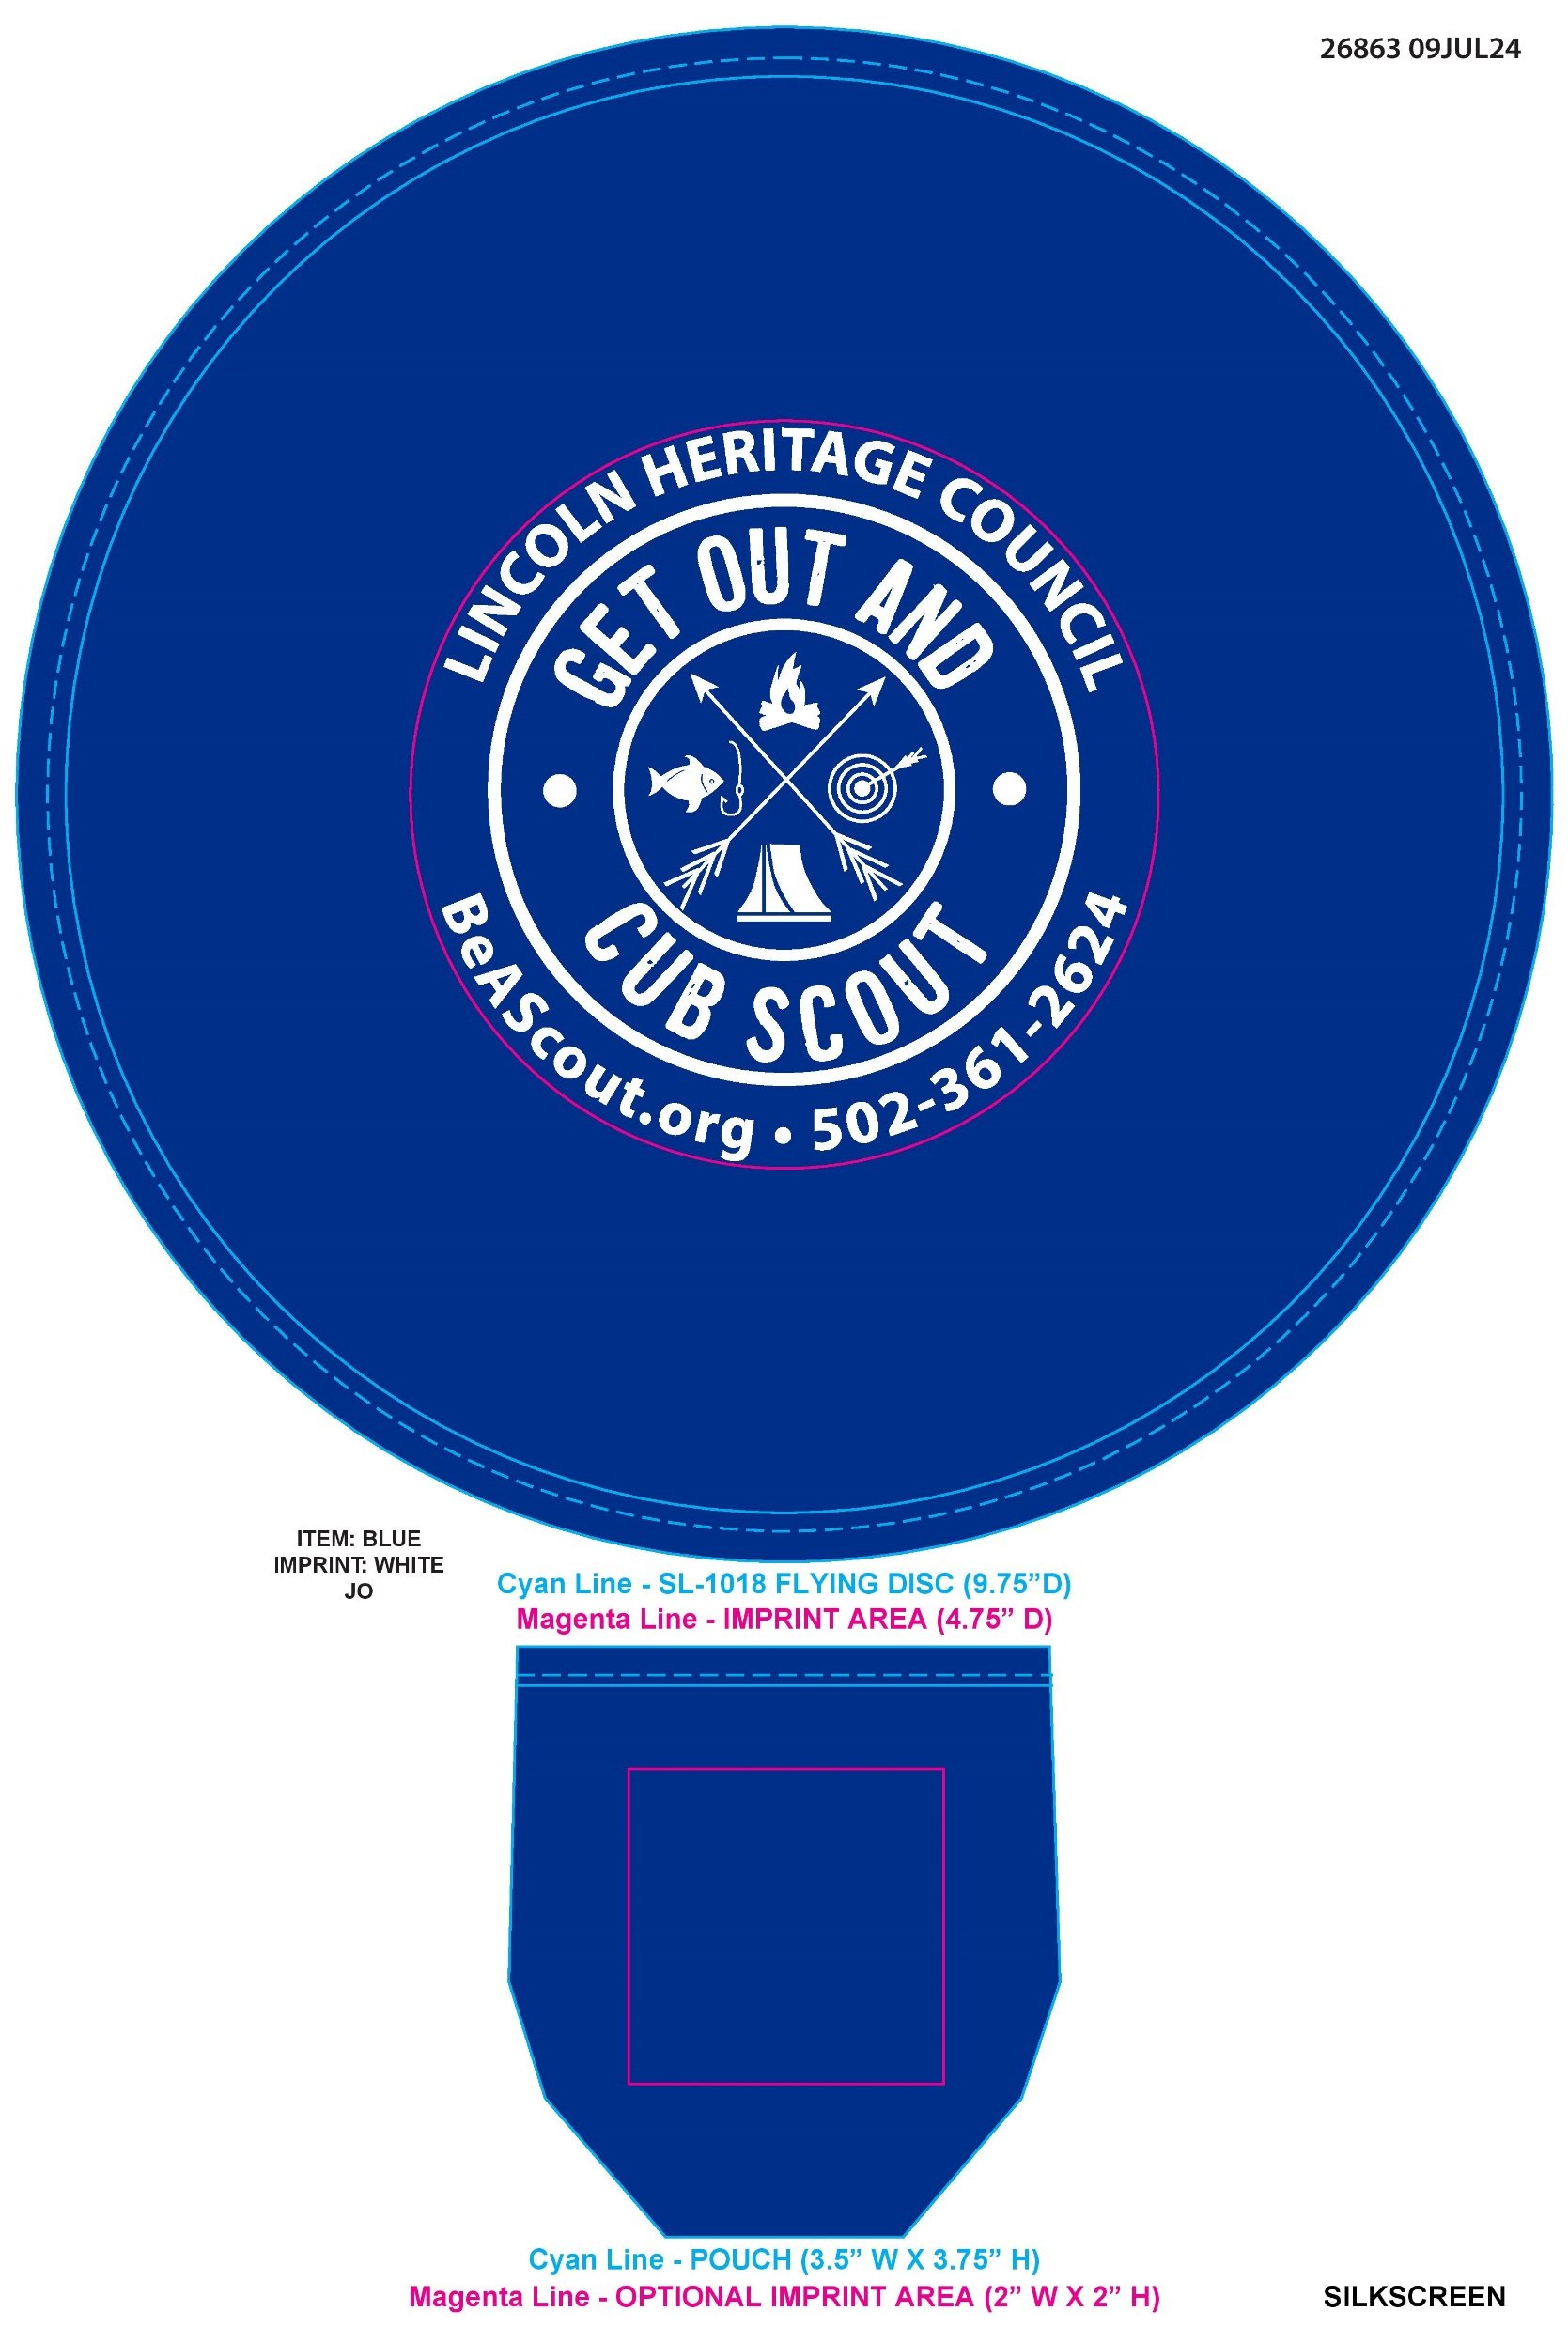 26863 09JUL24
LINCOLN HERITAGE COUNCIL
GET OUT AND
CUB SCOUT
BeAScout.org • 502-361-2624
ITEM: BLUE
IMPRINT: WHITE
JO
Cyan Line - SL-1018 FLYING DISC (9.75”D)
Magenta Line - IMPRINT AREA (4.75” D)
Cyan Line - POUCH (3.5” W X 3.75” H)
Magenta Line - OPTIONAL IMPRINT AREA (2” W X 2” H)
SILKSCREEN